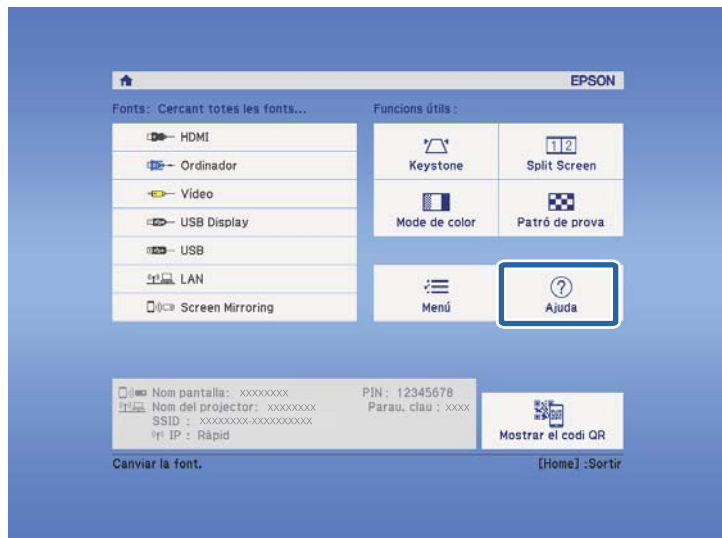 EPSON
Fonts: Cercant totes les fonts...
HDMI
Ordinador
Vídeo
USB Display
USB
LAN
Screen Mirroring
Funcions útils :
Keystone
1 2
Split Screen
Mode de color
Patró de prova
Menú
?
Ajuda
Nom pantalla: xxxxxxxx
PIN: 12345678
Nom del projector: xxxxxxxx
Parau. clau : xxxx
SSID : xxxxxxxx-xxxxxxxxxx
IP : Ràpid
Mostrar el codi QR
Canviar la font.
[Home] :Sortir